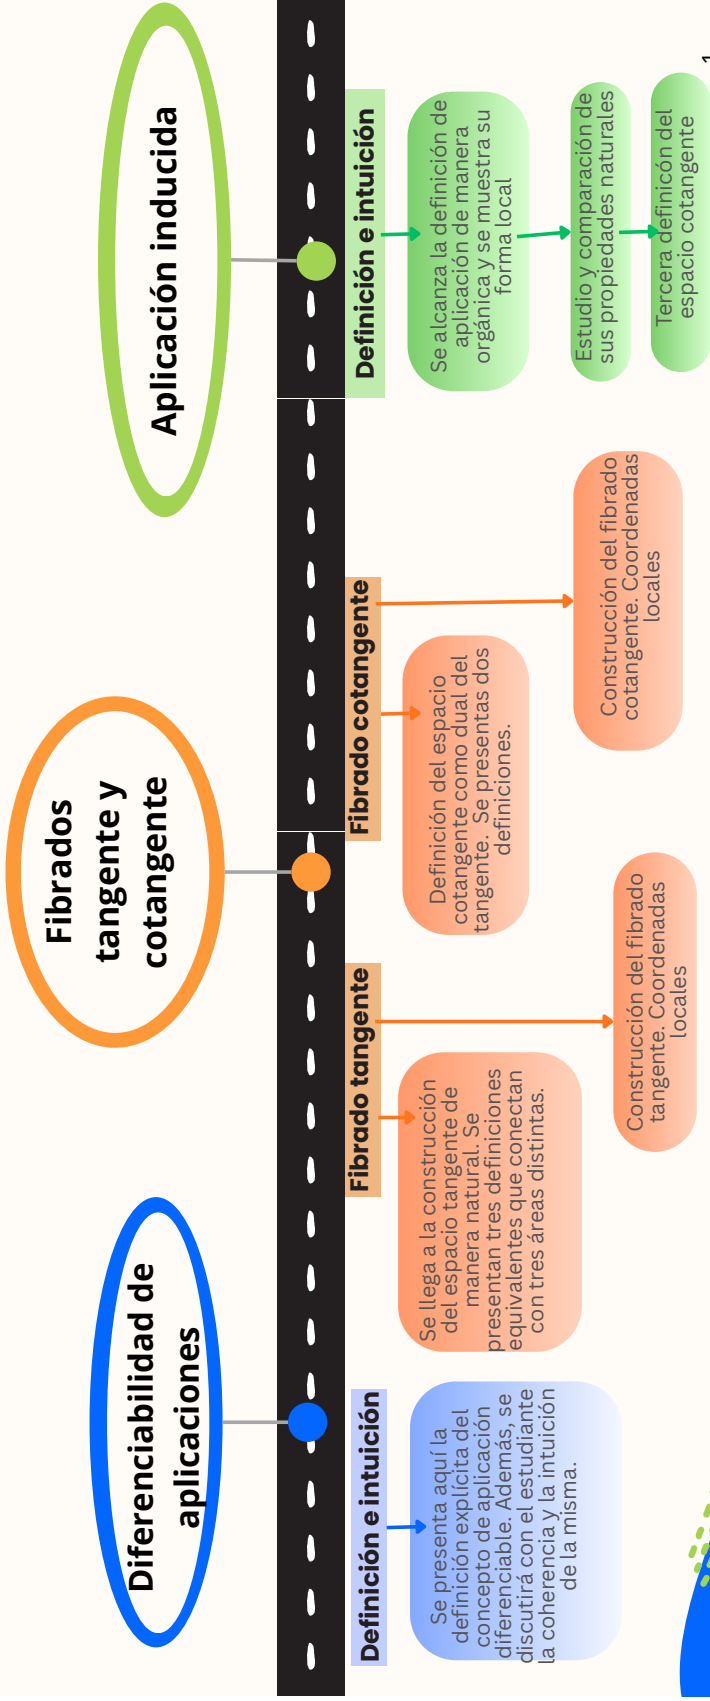 Diferenciabilidad de
aplicaciones
Definición e intuición
Se presenta aquí la
definición explícita del
concepto de aplicación
diferenciable. Además, se
discutirá con el estudiante
la coherencia y la intuición
de la misma.
Fibrados
tangente y
cotangente
Fibrado tangente
Se llega a la construcción
del espacio tangente de
manera natural. Se
presentan tres definiciones
equivalentes que conectan
con tres áreas distintas.
Construcción del fibrado
tangente. Coordenadas
locales
Fibrado cotangente
Definición del espacio
cotangente como dual del
tangente. Se presentas dos
definiciones.
Construcción del fibrado
cotangente. Coordenadas
locales
Aplicación inducida
Definición e intuición
Se alcanza la definición de
aplicación de manera
orgánica y se muestra su
forma local
Estudio y comparación de
sus propiedades naturales
Tercera definicón del
espacio cotangente